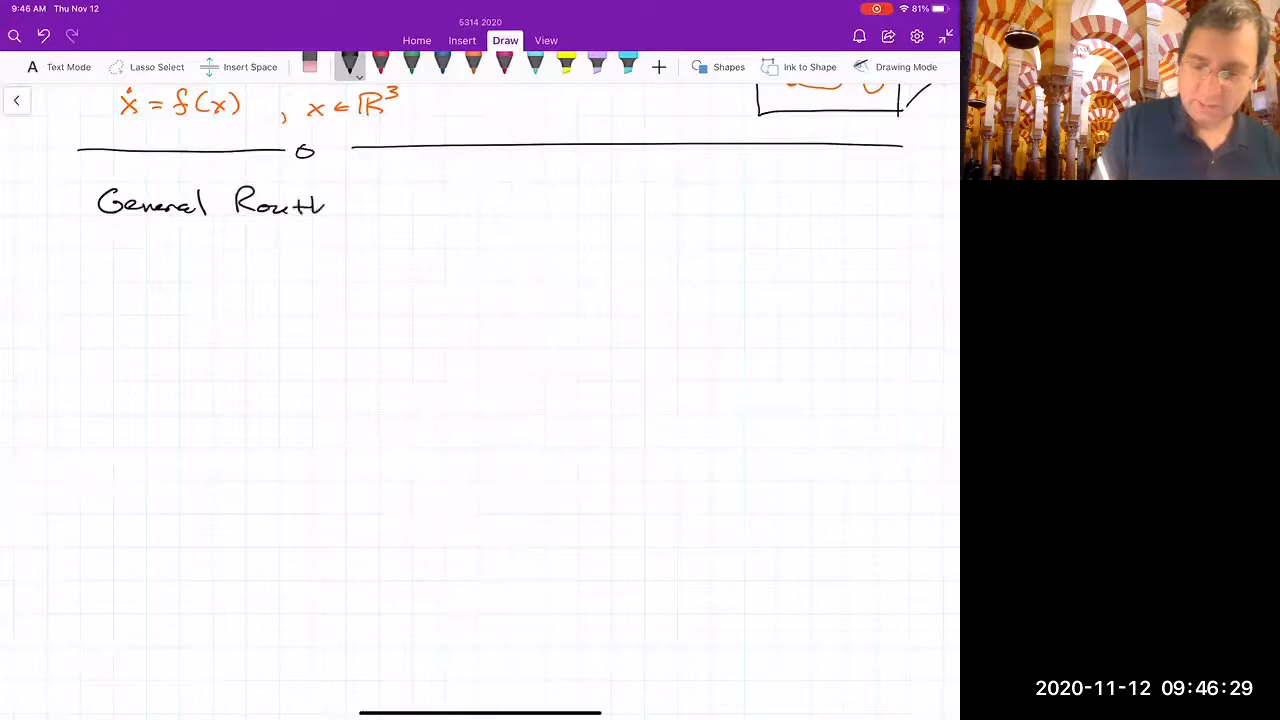 9:46 AM Thu Nov 12
81%
5314 2020
Home Insert Draw View
A Text Mode Lasso Select Insert Space + Shapes Ink to Shape Drawing Mode
ẋ = f(x) , x ∈ ℝ³
General Routh
2020-11-12 09:46:29